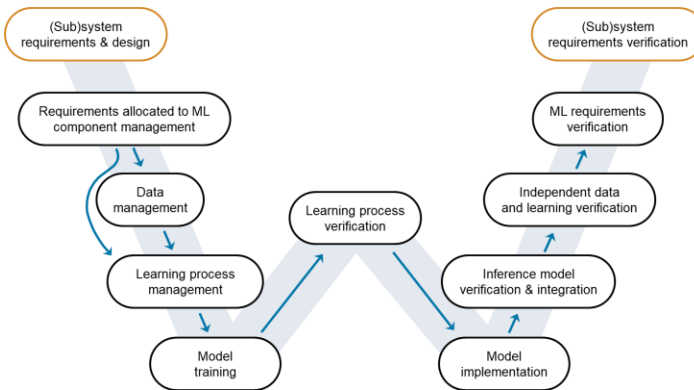 (Sub)system
requirements & design
(Sub)system
requirements verification
Requirements allocated to ML
component management
ML requirements
verification
Data
management
Learning process
verification
Independent data
and learning verification
Learning process
management
Inference model
verification & integration
Model
training
Model
implementation